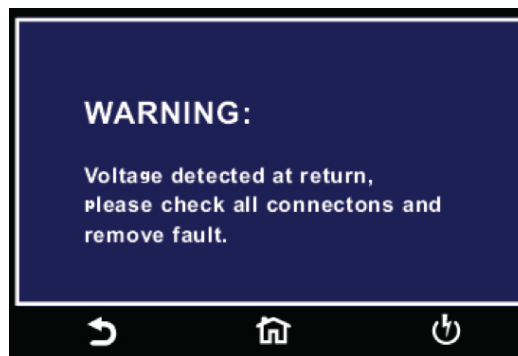 WARNING:
Voltage detected at return,
Please check all connectons and
remove fault.